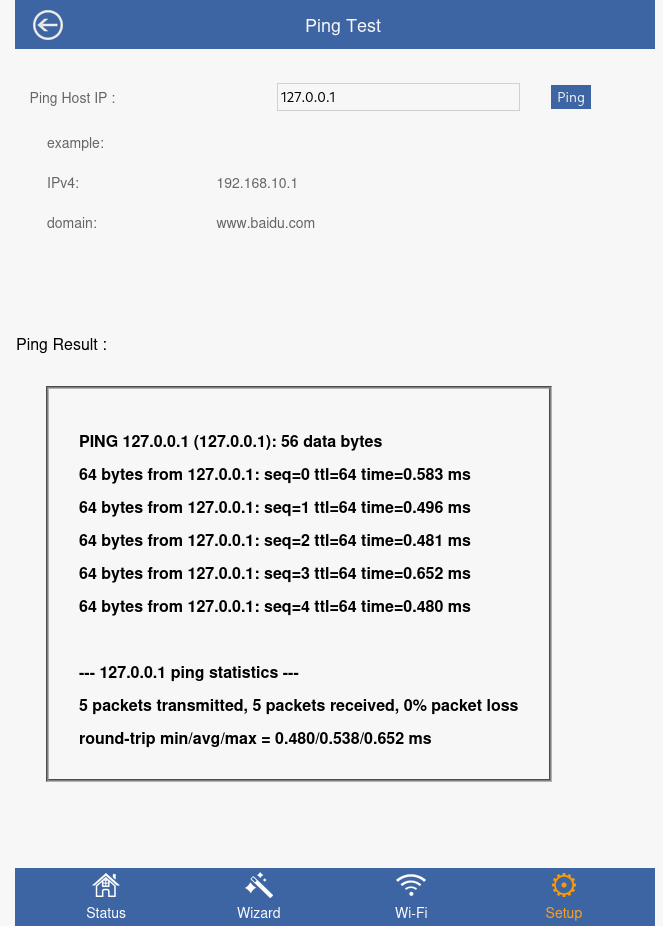 Ping Test
Ping Host IP : 127.0.0.1 Ping
example:
IPv4: 192.168.10.1
domain: www.baidu.com
Ping Result :
PING 127.0.0.1 (127.0.0.1): 56 data bytes
64 bytes from 127.0.0.1: seq=0 ttl=64 time=0.583 ms
64 bytes from 127.0.0.1: seq=1 ttl=64 time=0.496 ms
64 bytes from 127.0.0.1: seq=2 ttl=64 time=0.481 ms
64 bytes from 127.0.0.1: seq=3 ttl=64 time=0.652 ms
64 bytes from 127.0.0.1: seq=4 ttl=64 time=0.480 ms
--- 127.0.0.1 ping statistics ---
5 packets transmitted, 5 packets received, 0% packet loss
round-trip min/avg/max = 0.480/0.538/0.652 ms
Status Wizard Wi-Fi Setup